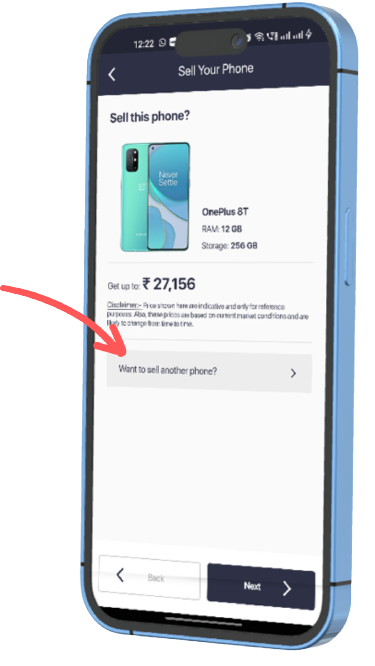 12:22
Sell Your Phone
Sell this phone?
Never
Settle
OnePlus 8T
RAM: 12 GB
Storage: 256 GB
Get up to: ₹ 27,156
Disclaimer:- Price shown here are indicative and only for reference
purposes. Also, these prices are based on current market conditions and are
likely to change from time to time.
Want to sell another phone?
Back
Next